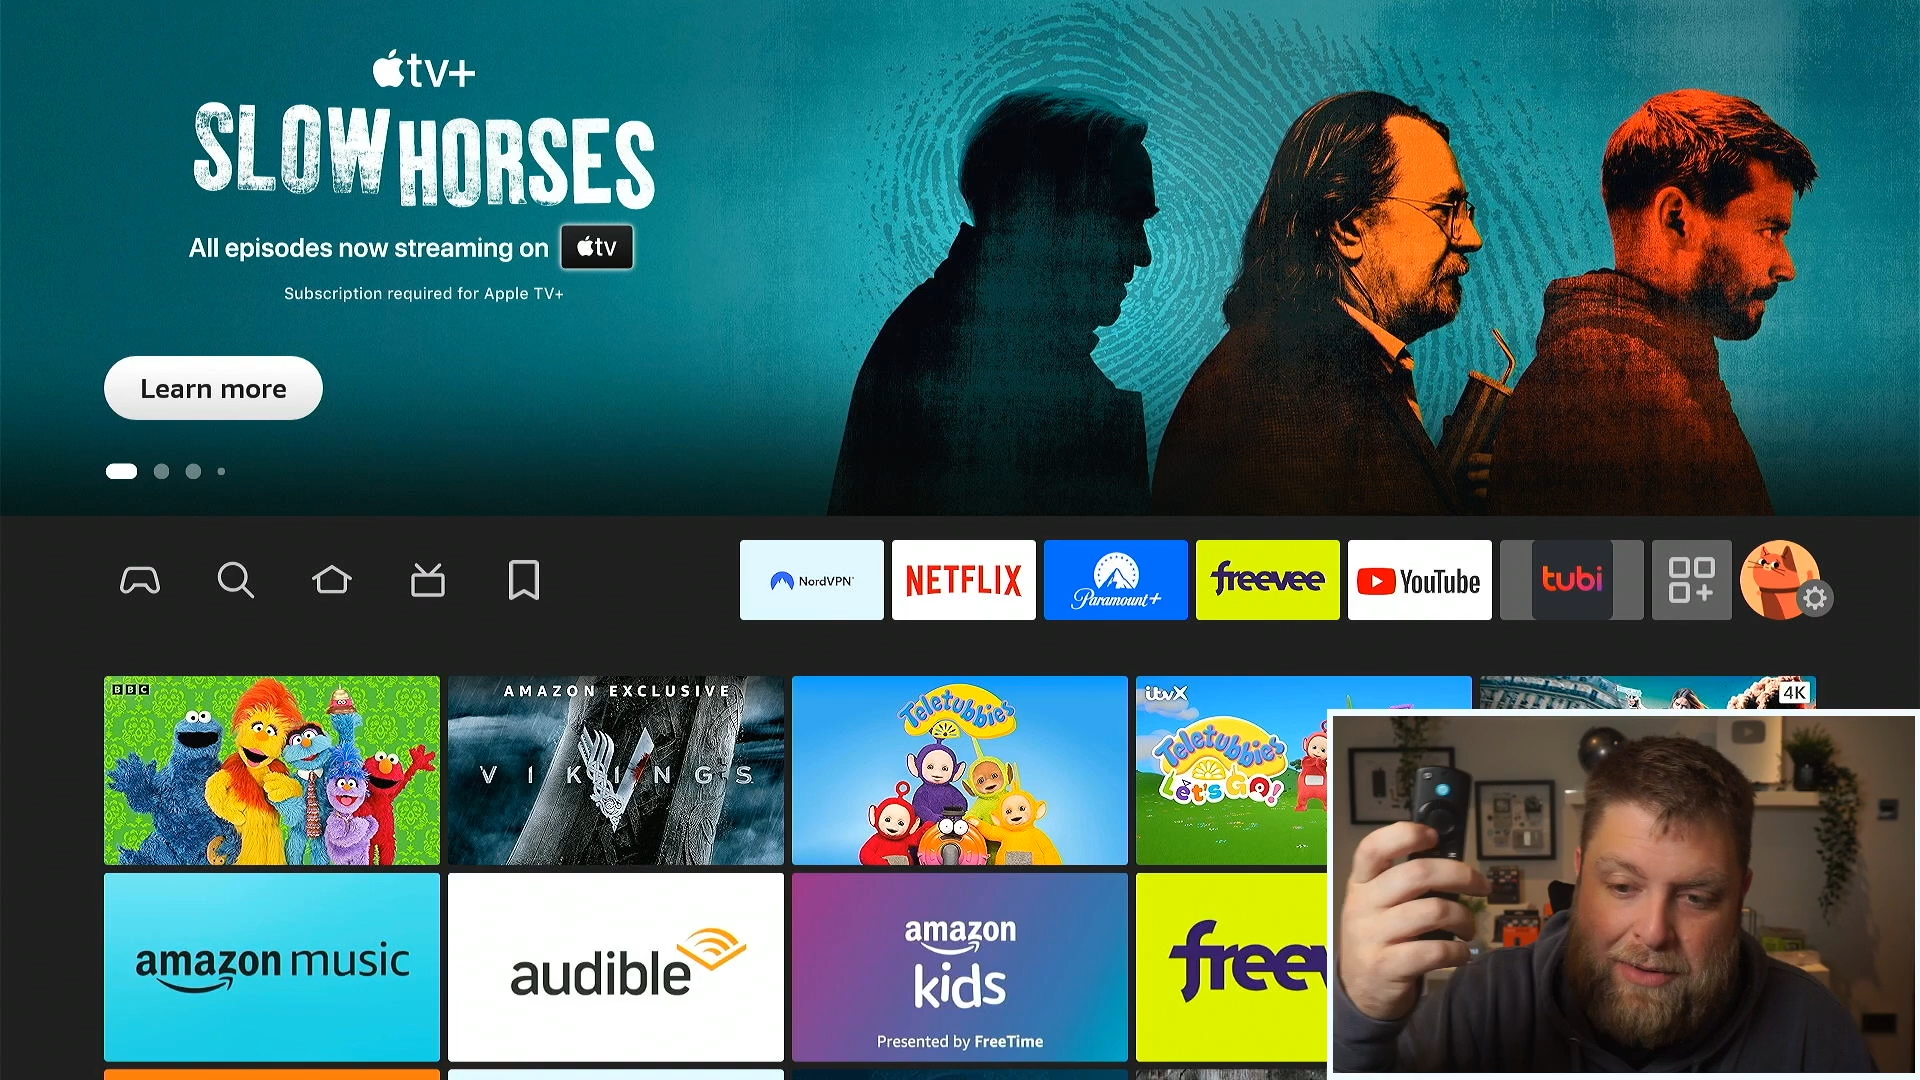 tv+
SLOW HORSES
All episodes now streaming on tv
Subscription required for Apple TV+
Learn more
NordVPN
NETFLIX
Paramount+
freevee
YouTube
tubi
BBC
AMAZON EXCLUSIVE
VIKINGS
Teletubbies
itvX
Teletubbies
Let's Go!
4K
amazon music
audible
amazon
kids
Presented by FreeTime
freev